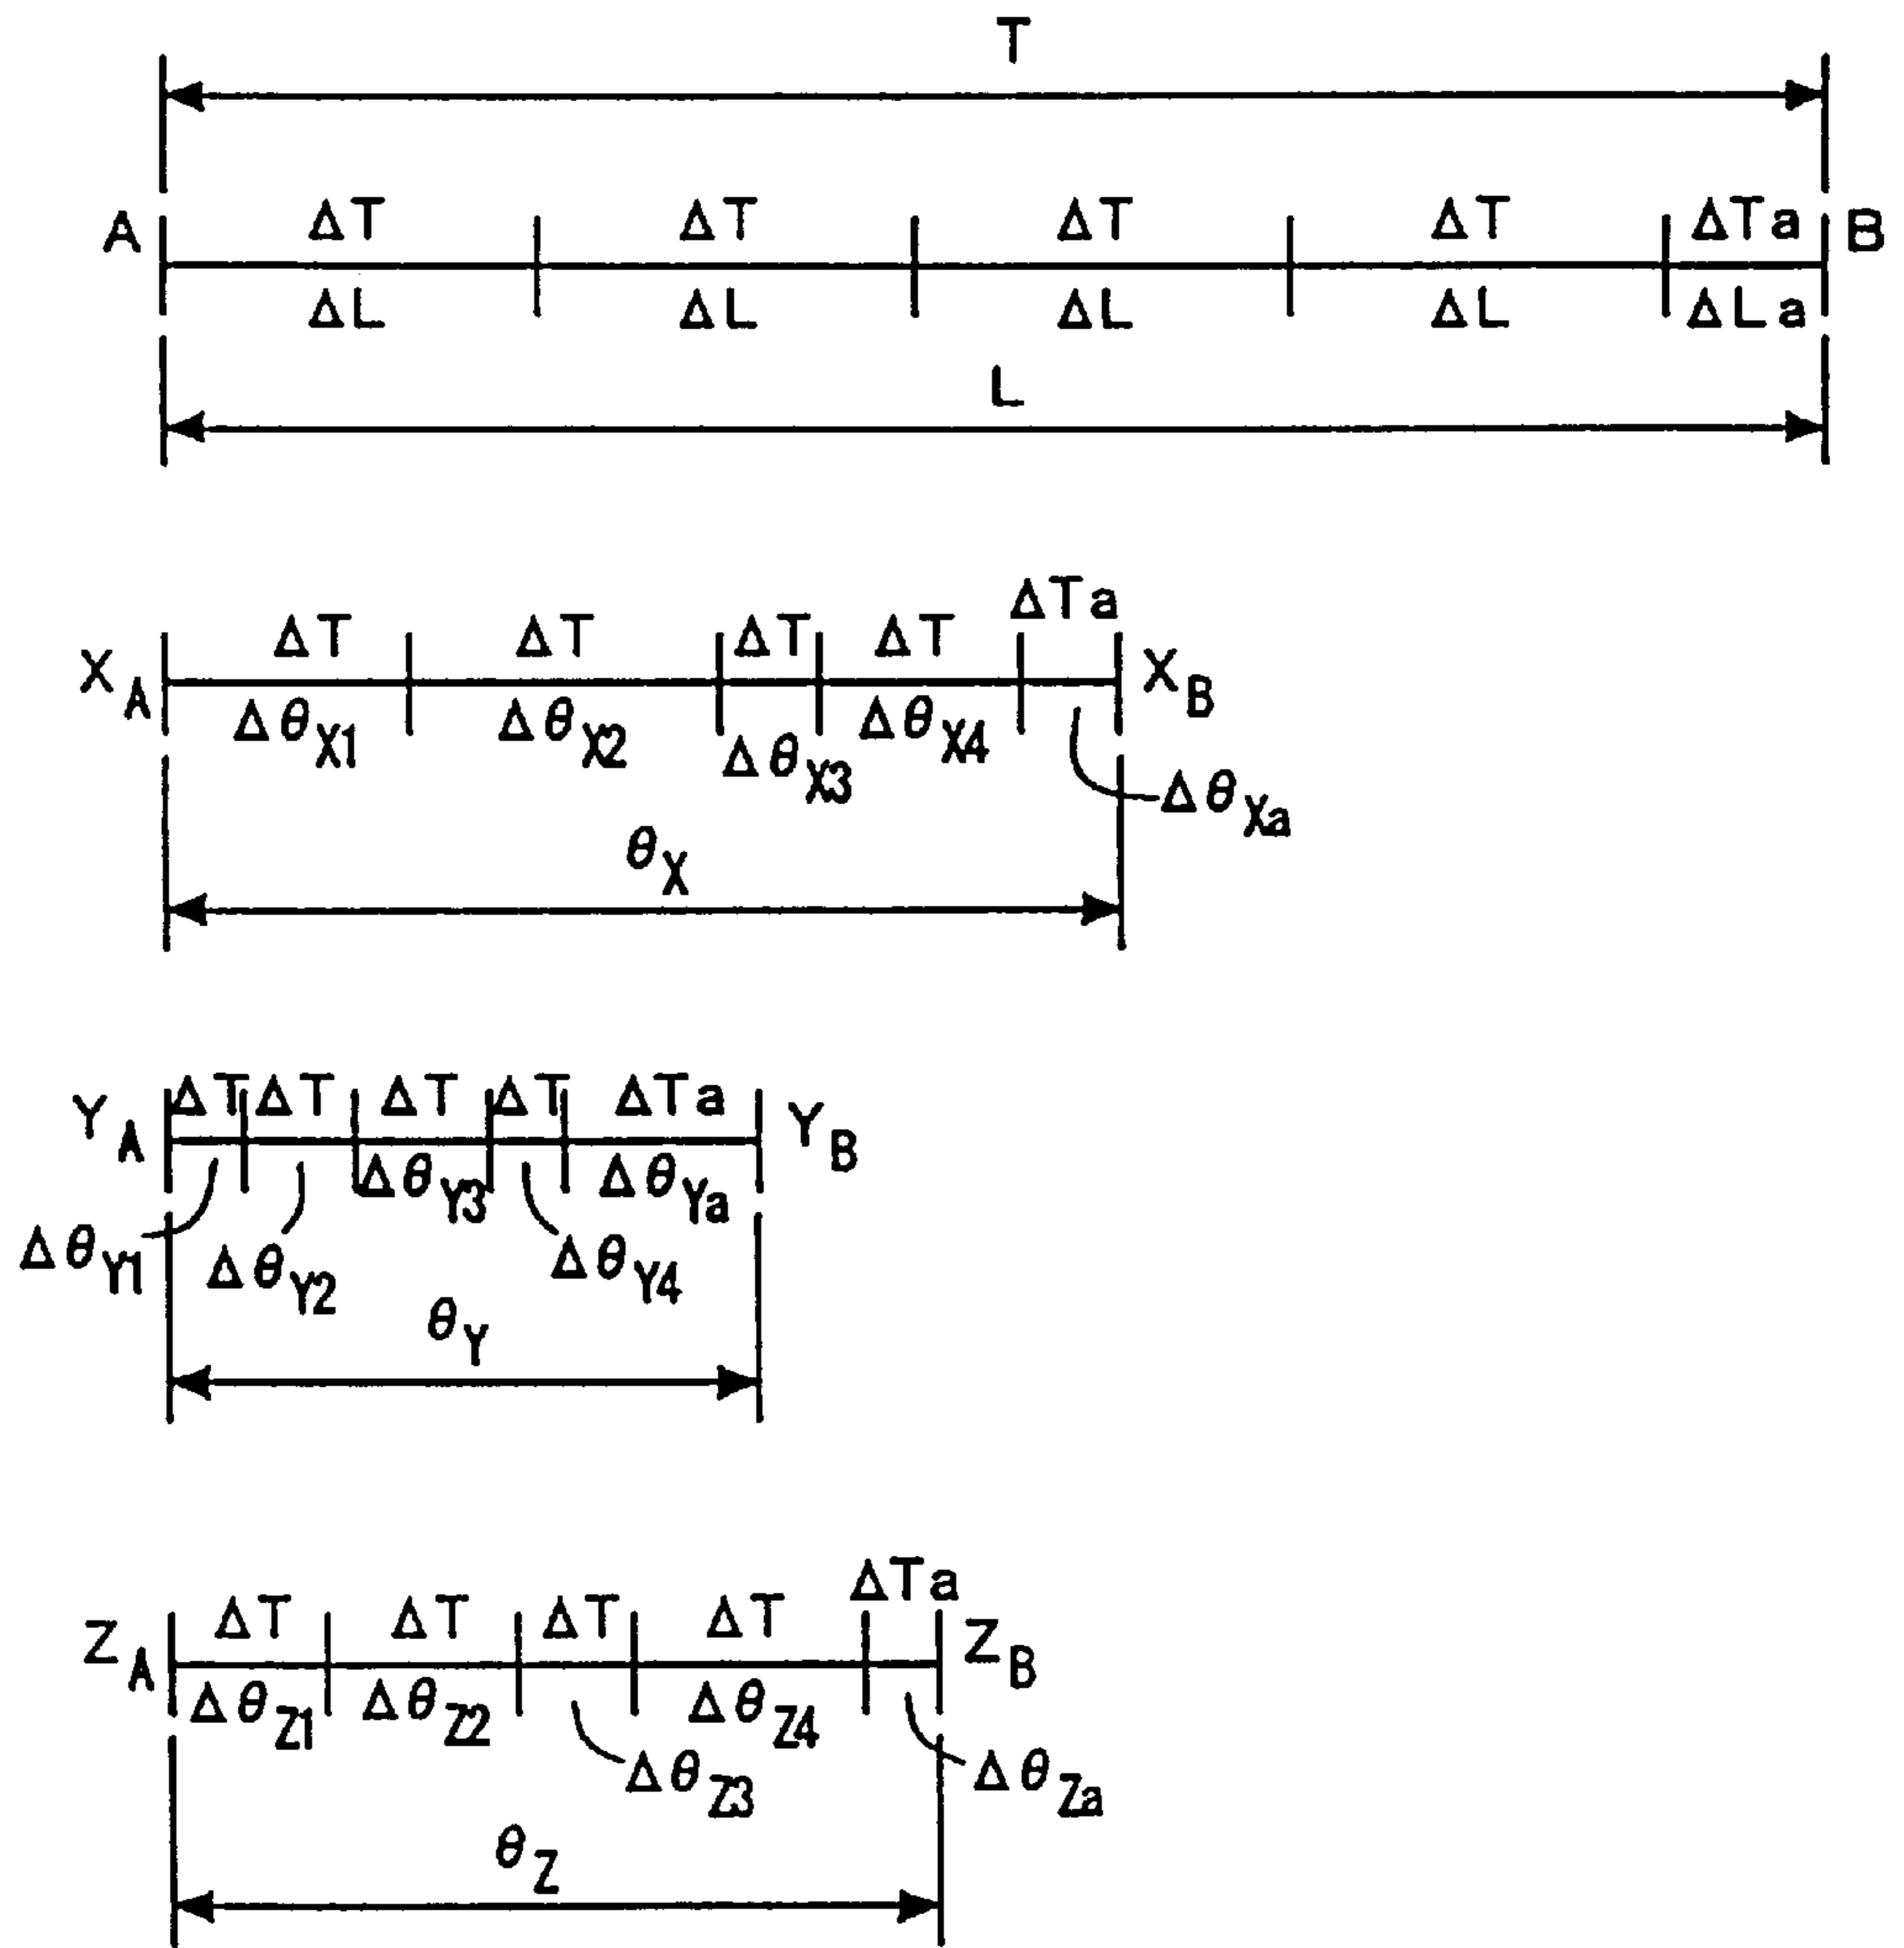 T
A ΔT ΔT ΔT ΔT ΔTa B
ΔL ΔL ΔL ΔL ΔLa
L
ΔTa
ΔT ΔT ΔT ΔT
X_A X_B
Δθ_X1 Δθ_X2 Δθ_X3 Δθ_X4
Δθ_Xa
θ_X
ΔT ΔT ΔT ΔT ΔTa
Y_A Y_B
Δθ_Y3 Δθ_Ya
Δθ_Y1 Δθ_Y2 Δθ_Y4
θ_Y
ΔTa
ΔT ΔT ΔT ΔT
Z_A Z_B
Δθ_Z1 Δθ_Z2 Δθ_Z4
Δθ_Z3 Δθ_Za
θ_Z